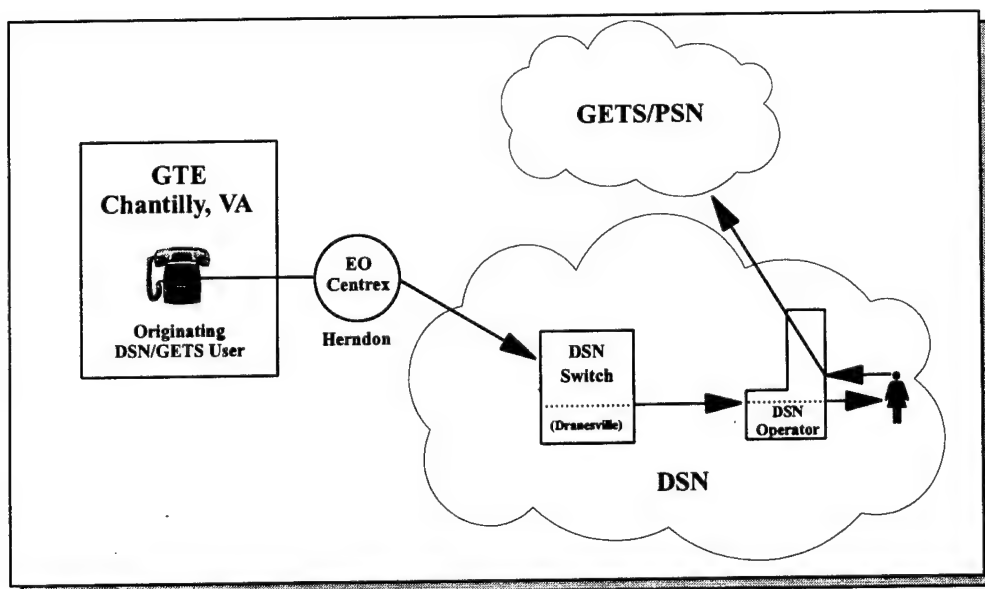 GETS/PSN
GTE
Chantilly, VA
Originating
DSN/GETS User
EO
Centrex
Herndon
DSN
Switch
(Dranesville)
DSN
Operator
DSN